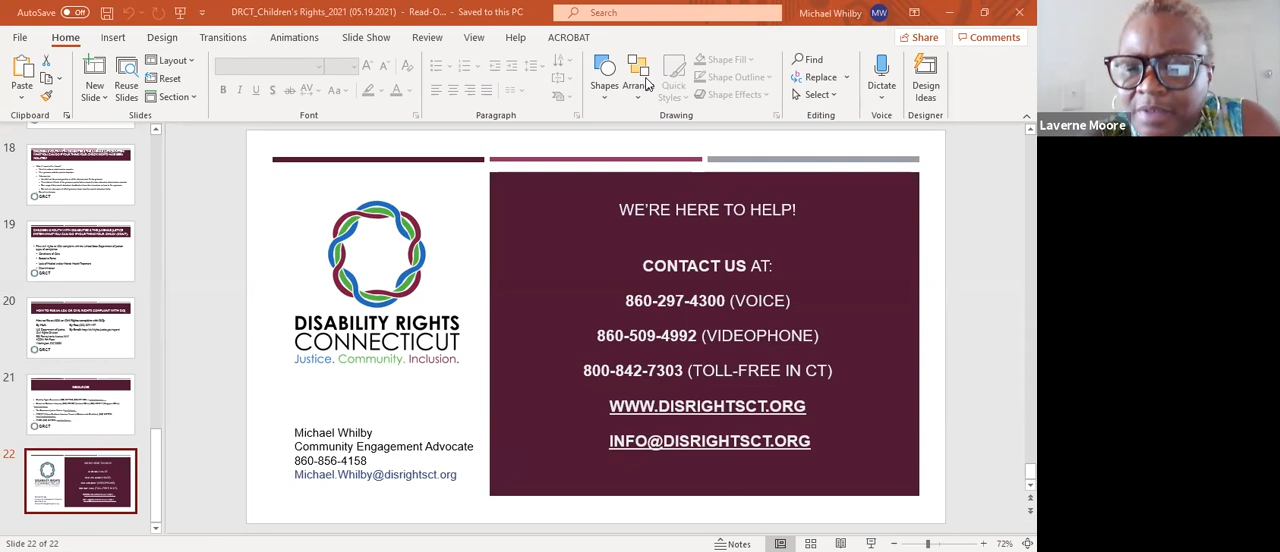 AutoSave Off
DRCT_Children's Rights_2021 (05.19.2021) - Read-O... - Saved to this PC
Search
Michael Whilby MW
File Home Insert Design Transitions Animations Slide Show Review View Help ACROBAT
Share Comments
Paste
New Slide
Reuse Slides
Layout
Reset
Section
B I U S
Shapes
Arrange
Quick Styles
Shape Fill
Shape Outline
Shape Effects
Find
Replace
Select
Dictate
Design Ideas
Clipboard Slides Font Paragraph Drawing Editing Voice Designer
Laverne Moore
18
DRCT
19
DRCT
20
DRCT
21
RESOURCES
DRCT
22
DISABILITY RIGHTS
CONNECTICUT
Justice. Community. Inclusion.
Michael Whilby
Community Engagement Advocate
860-856-4158
Michael.Whilby@disrightsct.org
WE'RE HERE TO HELP!
CONTACT US AT:
860-297-4300 (VOICE)
860-509-4992 (VIDEOPHONE)
800-842-7303 (TOLL-FREE IN CT)
WWW.DISRIGHTSCT.ORG
INFO@DISRIGHTSCT.ORG
Slide 22 of 22
Notes
72%